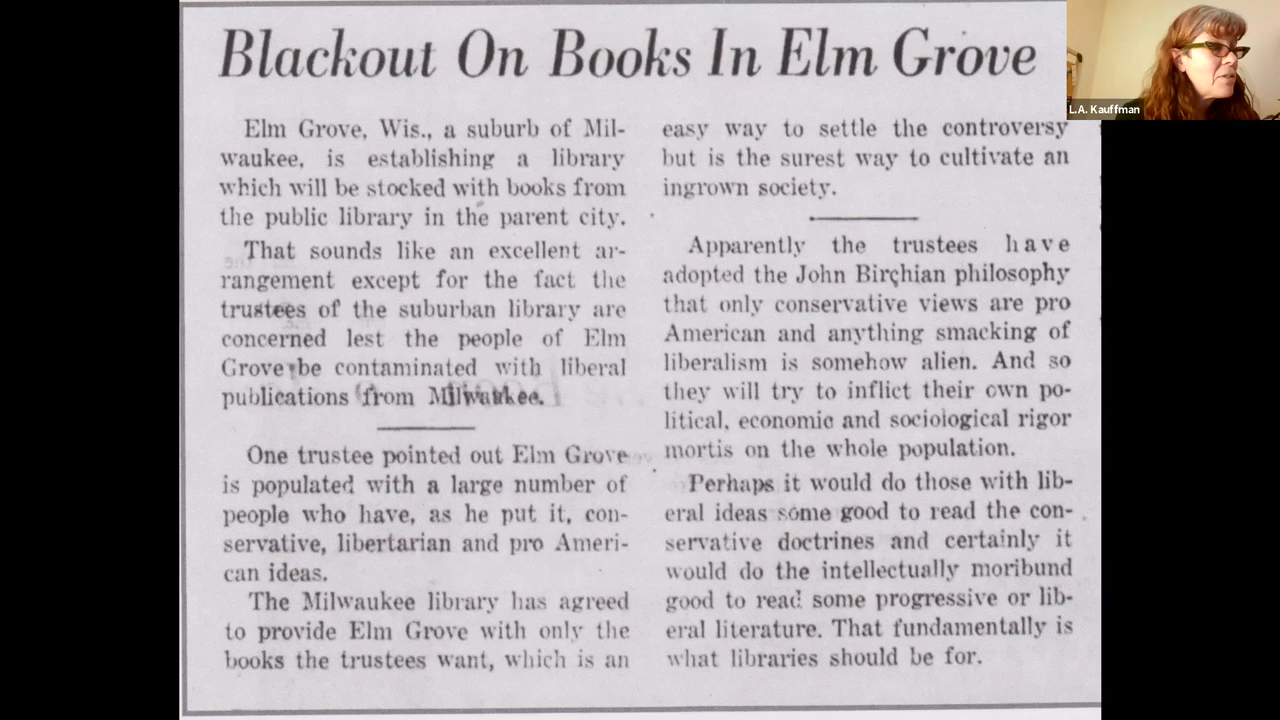 Blackout On Books In Elm Grove
Elm Grove, Wis., a suburb of Mil-
waukee, is establishing a library
which will be stocked with books from
the public library in the parent city.
That sounds like an excellent ar-
rangement except for the fact the
trustees of the suburban library are
concerned lest the people of Elm
Grove be contaminated with liberal
publications from Milwaukee.
One trustee pointed out Elm Grove
is populated with a large number of
people who have, as he put it, con-
servative, libertarian and pro Ameri-
can ideas.
The Milwaukee library has agreed
to provide Elm Grove with only the
books the trustees want, which is an
easy way to settle the controversy
but is the surest way to cultivate an
ingrown society.
Apparently the trustees have
adopted the John Birchian philosophy
that only conservative views are pro
American and anything smacking of
liberalism is somehow alien. And so
they will try to inflict their own po-
litical, economic and sociological rigor
mortis on the whole population.
Perhaps it would do those with lib-
eral ideas some good to read the con-
servative doctrines and certainly it
would do the intellectually moribund
good to read some progressive or lib-
eral literature. That fundamentally is
what libraries should be for.
L.A. Kauffman